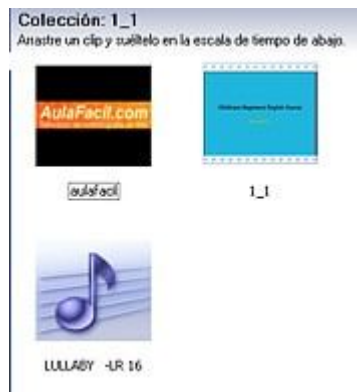 Colección: 1_1
Arrastre un clip y suéltelo en la escala de tiempo de abajo.
AulaFacil.com
aulafacil
1_1
LULLABY -LR 16